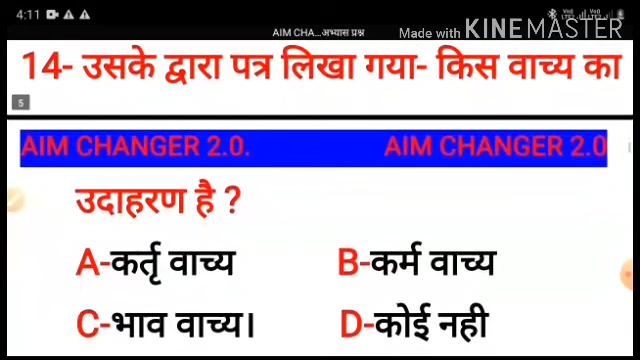 4:11
AIM CHA...अभ्यास प्रश्न
Made with KINEMASTER
14- उसके द्वारा पत्र लिखा गया- किस वाच्य का
5
AIM CHANGER 2.0. AIM CHANGER 2.0
उदाहरण है ?
A-कर्तृ वाच्य B-कर्म वाच्य
C-भाव वाच्य। D-कोई नही